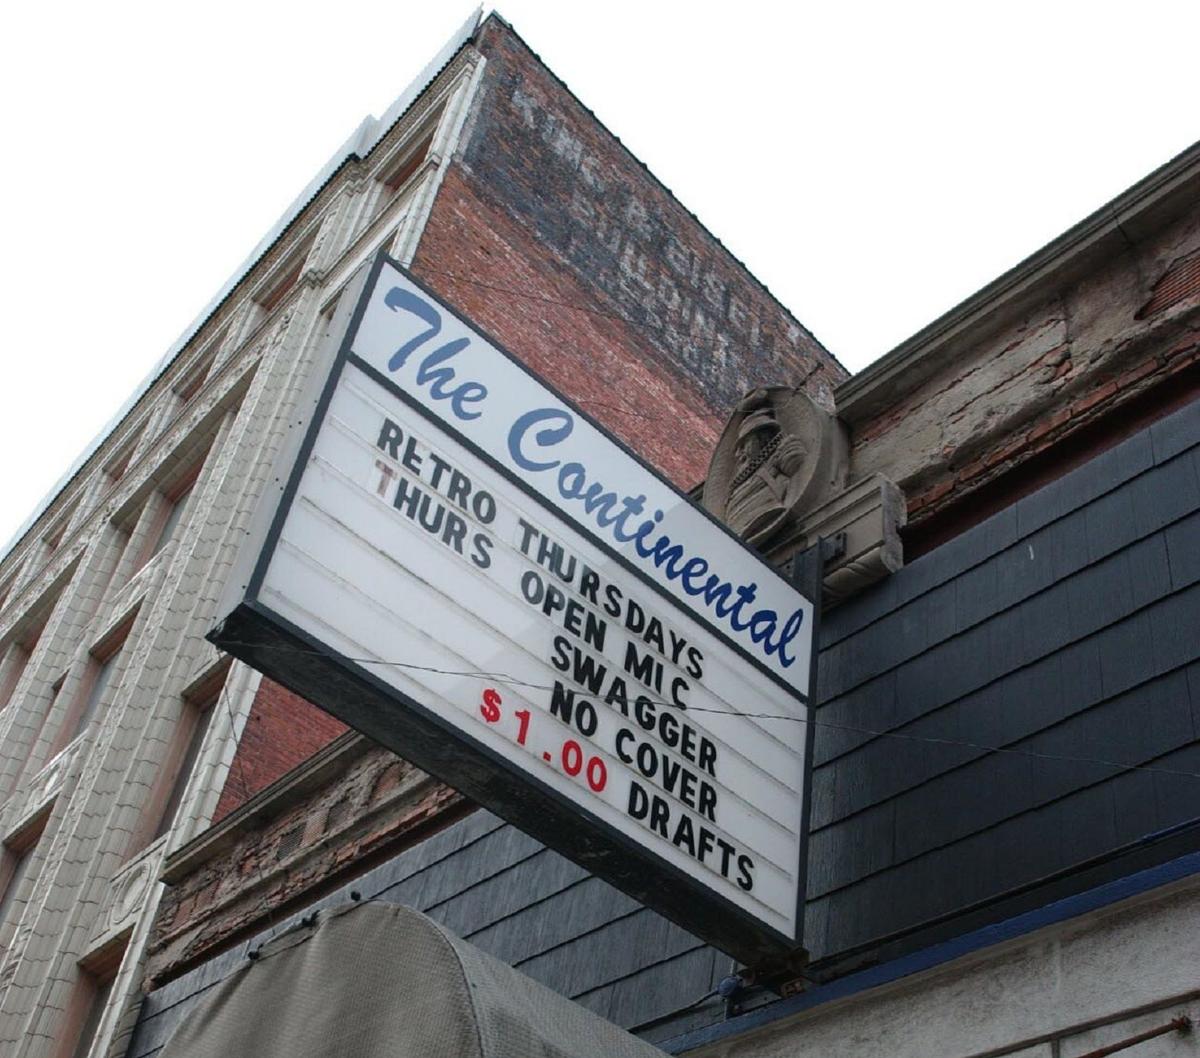 The Continental
RETRO THURSDAYS
THURS OPEN MIC
SWAGGER
NO COVER
$1.00 DRAFTS